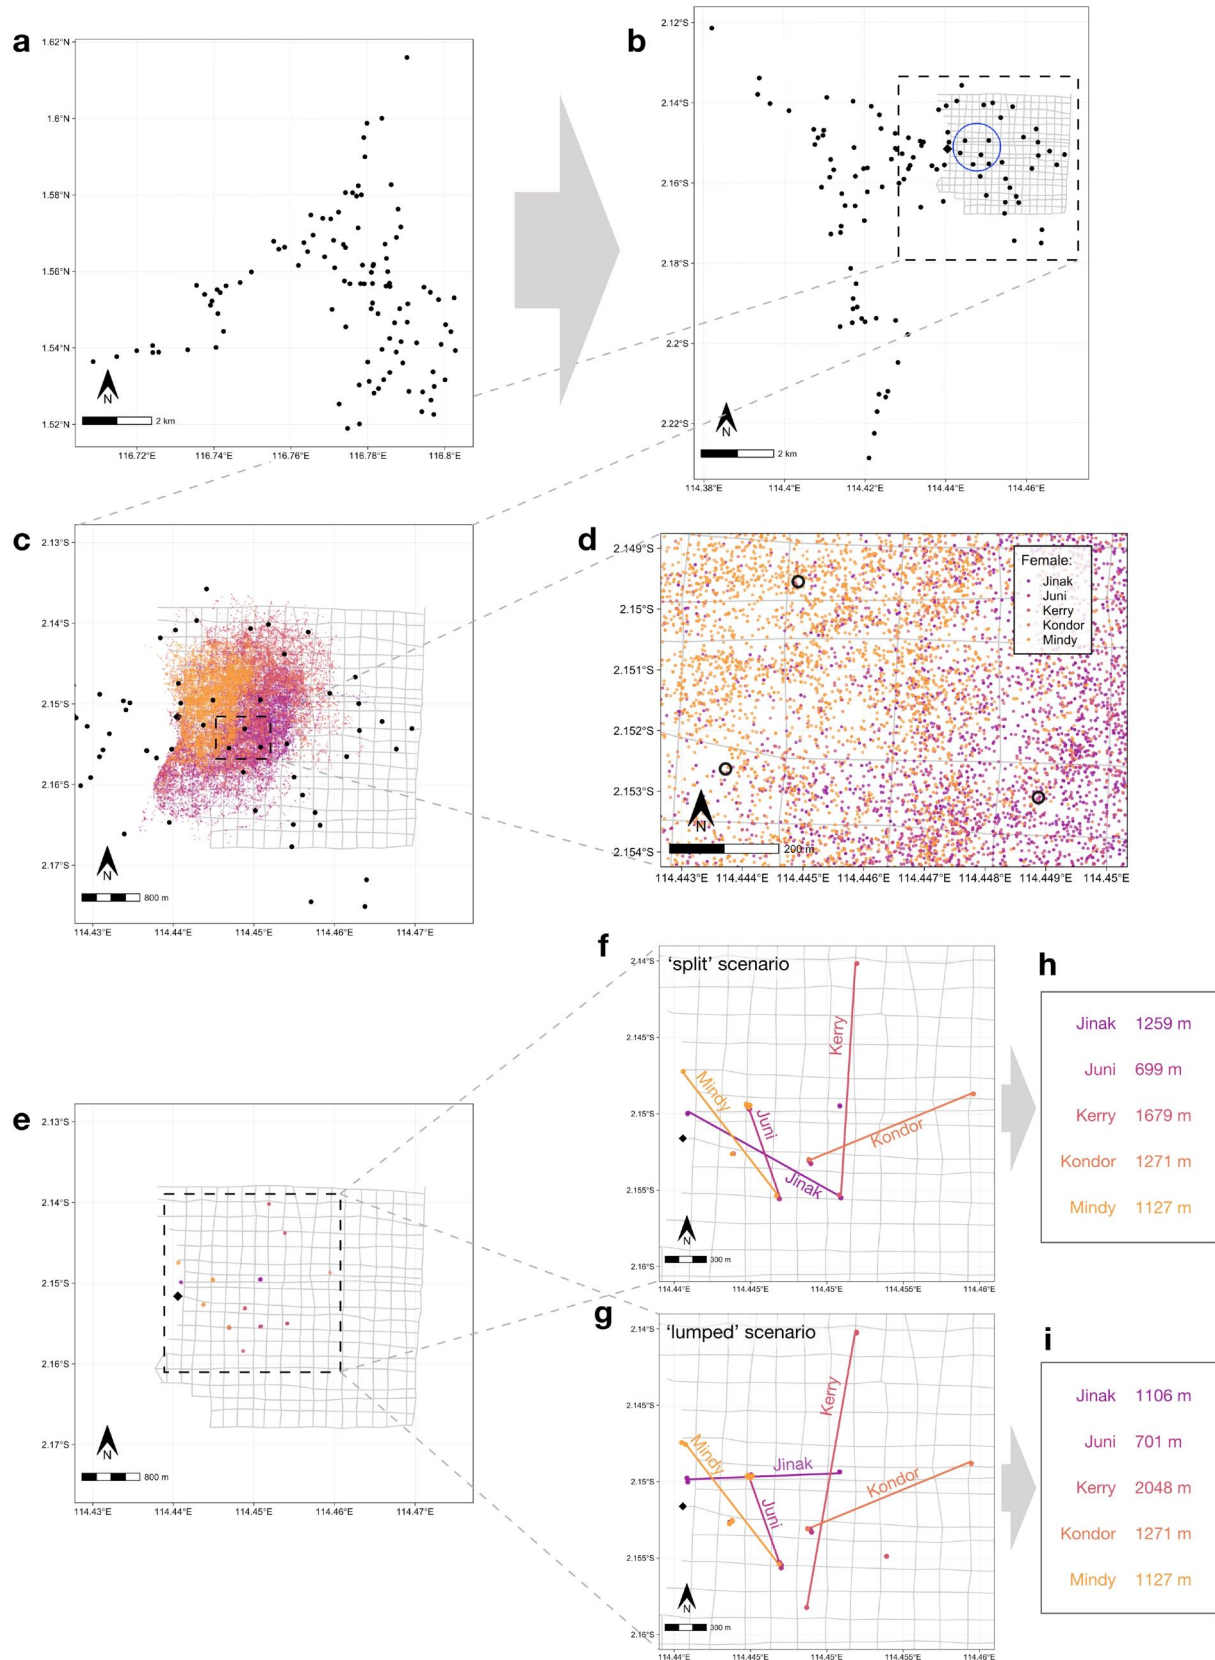 a
1.62°N
1.6°N
1.58°N
1.56°N
1.54°N
1.52°N
N
2 km
116.72°E 116.74°E 116.76°E 116.78°E 116.8°E
b
2.12°S
2.14°S
2.16°S
2.18°S
2.2°S
2.22°S
N
2 km
114.38°E 114.4°E 114.42°E 114.44°E 114.46°E
c
2.13°S
2.14°S
2.15°S
2.16°S
2.17°S
N
800 m
114.43°E 114.44°E 114.45°E 114.46°E 114.47°E
d
2.149°S
2.15°S
2.151°S
2.152°S
2.153°S
2.154°S
Female:
Jinak
Juni
Kerry
Kondor
Mindy
N
200 m
114.443°E 114.444°E 114.445°E 114.446°E 114.447°E 114.448°E 114.449°E 114.45°E
e
2.13°S
2.14°S
2.15°S
2.16°S
2.17°S
N
800 m
114.43°E 114.44°E 114.45°E 114.46°E 114.47°E
f
'split' scenario
2.14°S
2.145°S
2.15°S
2.155°S
2.16°S
Kerry
Mindy
Juni
Kondor
Jinak
N
300 m
114.44°E 114.445°E 114.45°E 114.455°E 114.46°E
h
Jinak 1259 m
Juni 699 m
Kerry 1679 m
Kondor 1271 m
Mindy 1127 m
g
'lumped' scenario
2.14°S
2.145°S
2.15°S
2.155°S
2.16°S
Kerry
Mindy
Jinak
Kondor
Juni
N
300 m
114.44°E 114.445°E 114.45°E 114.455°E 114.46°E
i
Jinak 1106 m
Juni 701 m
Kerry 2048 m
Kondor 1271 m
Mindy 1127 m